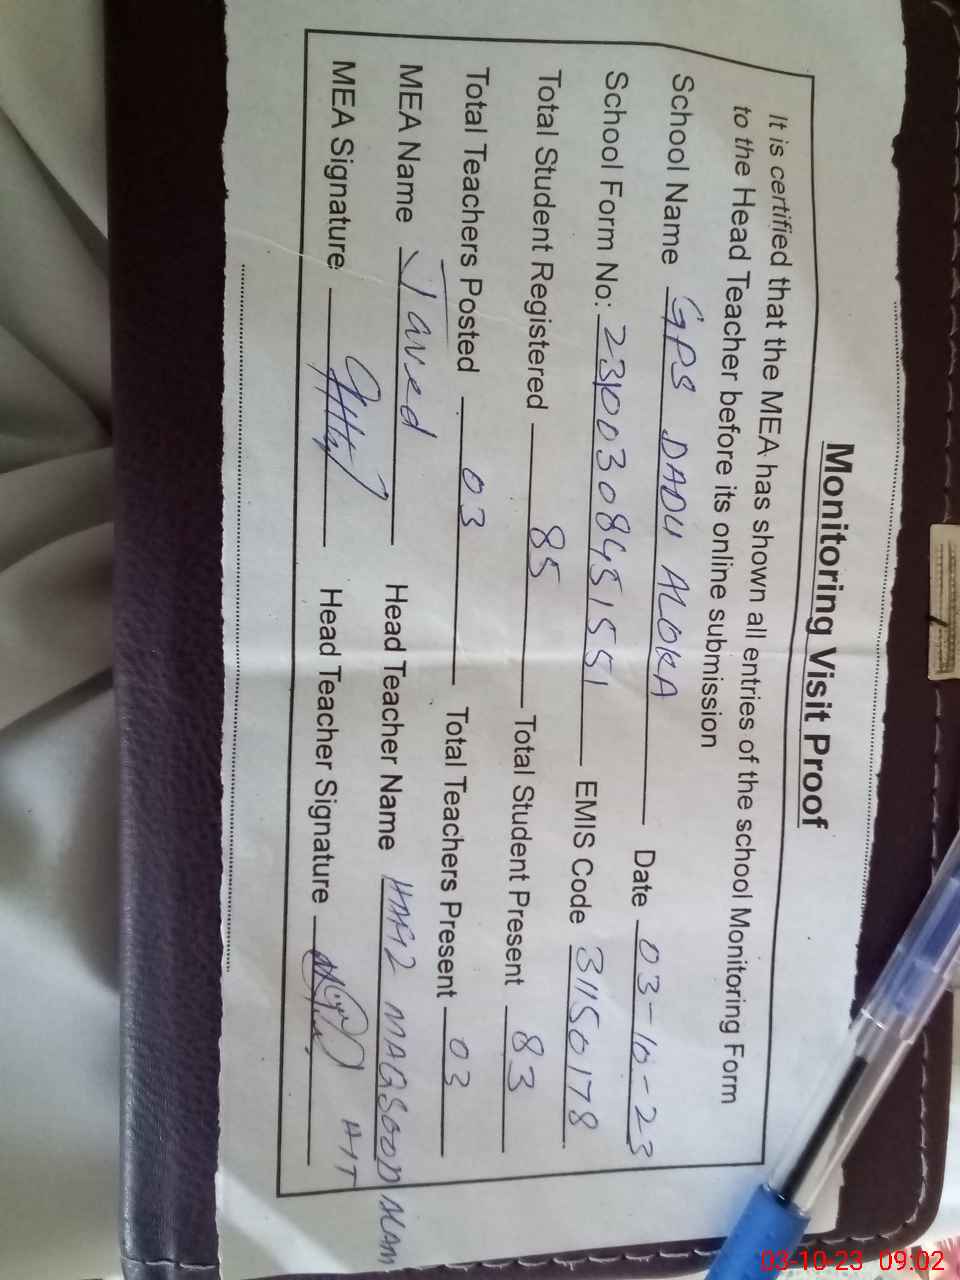 Monitoring Visit Proof
It is certified that the MEA has shown all entries of the school Monitoring Form
to the Head Teacher before its online submission
School Name GPS DADU ALOKA Date 03-10-23
School Form No: 231003084515551 EMIS Code 31150178
Total Student Registered 85 Total Student Present 83
Total Teachers Posted 03 Total Teachers Present 03
MEA Name Javed Head Teacher Name MAQSOOD ALAM
MEA Signature Head Teacher Signature
03-10-23 09:02